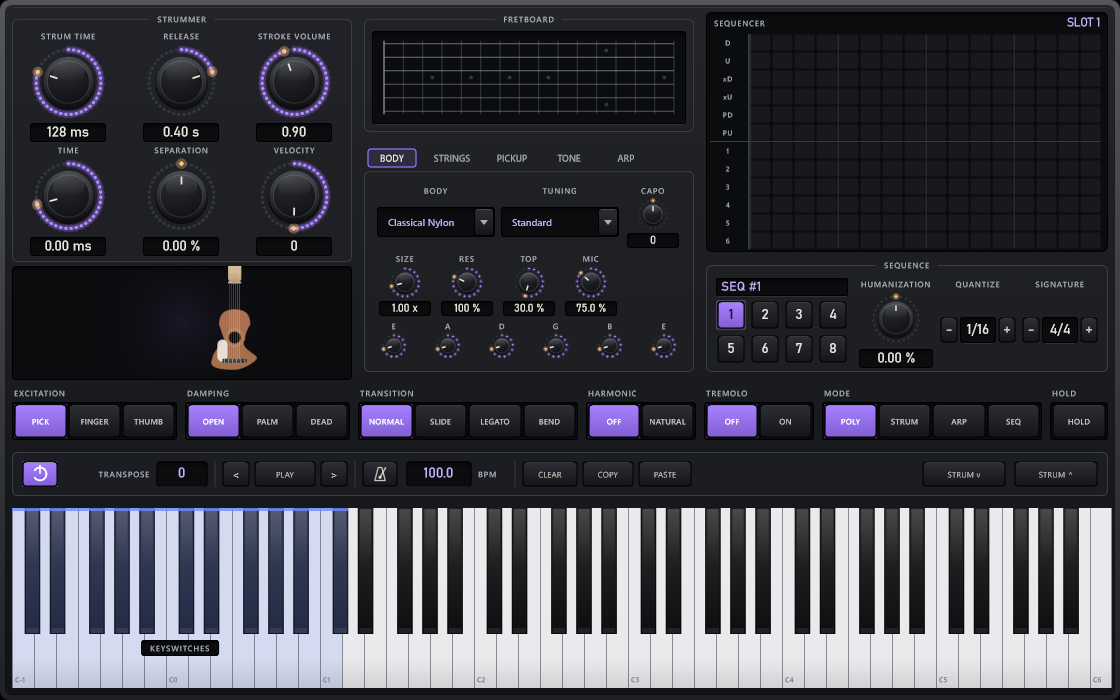 STRUMMER
STRUM TIME RELEASE STROKE VOLUME
128 ms 0.40 s 0.90
TIME SEPARATION VELOCITY
0.00 ms 0.00 % 0
FRETBOARD
BODY STRINGS PICKUP TONE ARP
BODY TUNING CAPO
Classical Nylon Standard
0
SIZE RES TOP MIC
1.00 x 100 % 30.0 % 75.0 %
E A D G B E
SEQUENCER SLOT 1
D
U
xD
xU
PD
PU
1
2
3
4
5
6
SEQUENCE
SEQ #1 HUMANIZATION QUANTIZE SIGNATURE
1 2 3 4
- 1/16 + - 4/4 +
5 6 7 8
0.00 %
EXCITATION DAMPING TRANSITION HARMONIC TREMOLO MODE HOLD
PICK FINGER THUMB OPEN PALM DEAD NORMAL SLIDE LEGATO BEND OFF NATURAL OFF ON POLY STRUM ARP SEQ HOLD
TRANSPOSE 0 < PLAY > 100.0 BPM CLEAR COPY PASTE STRUM v STRUM ^
KEYSWITCHES
C-1 C0 C1 C2 C3 C4 C5 C6